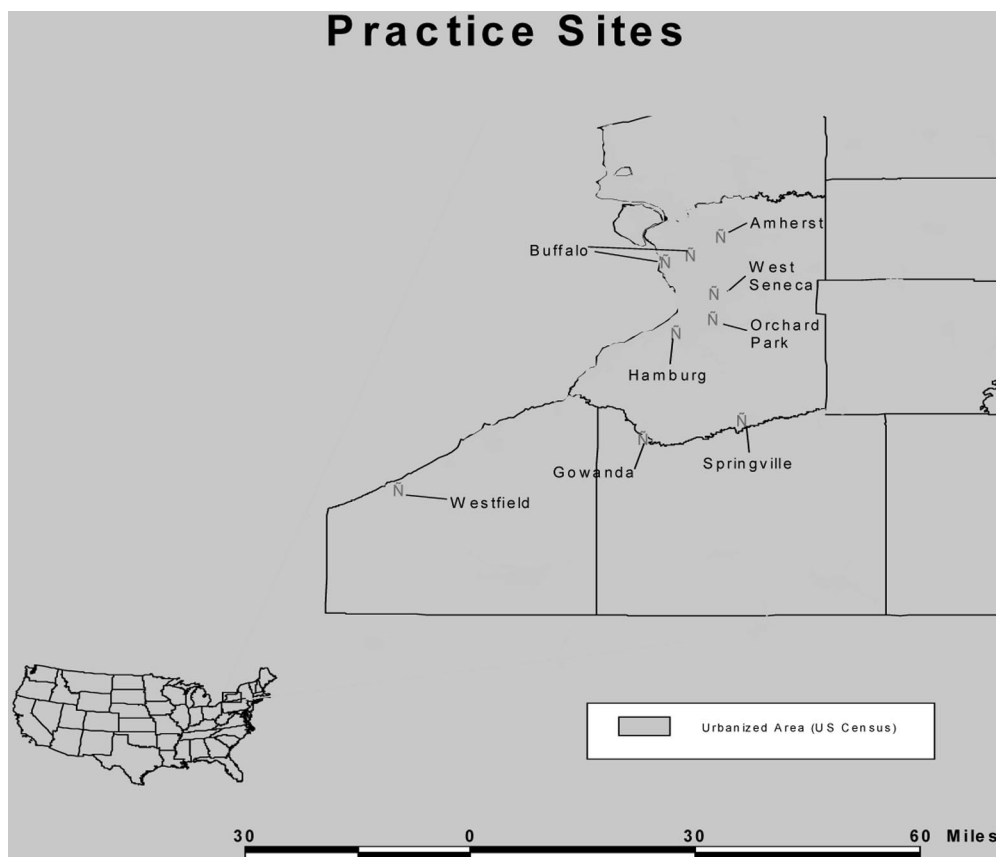 Practice Sites
Ñ
Amherst
Buffalo
Ñ
Ñ
West
Seneca
Ñ
Ñ
Orchard
Park
Ñ
Hamburg
Ñ
Springville
Ñ
Gowanda
Ñ
Westfield
Urbanized Area (US Census)
30 0 30 60 Miles